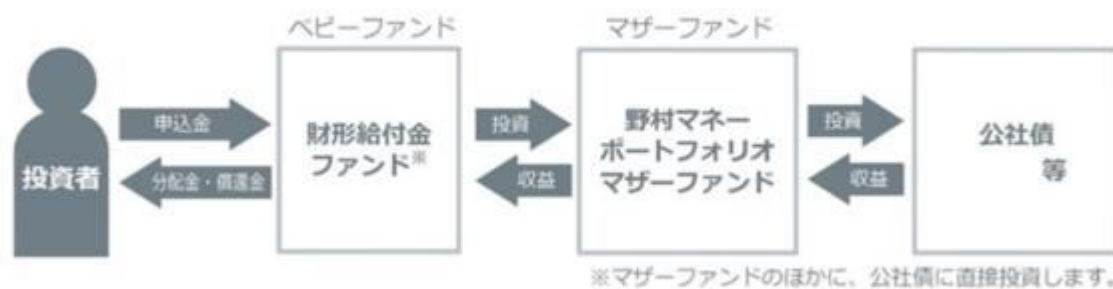 ベビーファンド
マザーファンド
投資者
申込金
分配金・償還金
財形給付金
ファンド※
投資
収益
野村マネー
ポートフォリオ
マザーファンド
投資
収益
公社債
等
※マザーファンドのほかに、公社債に直接投資します。